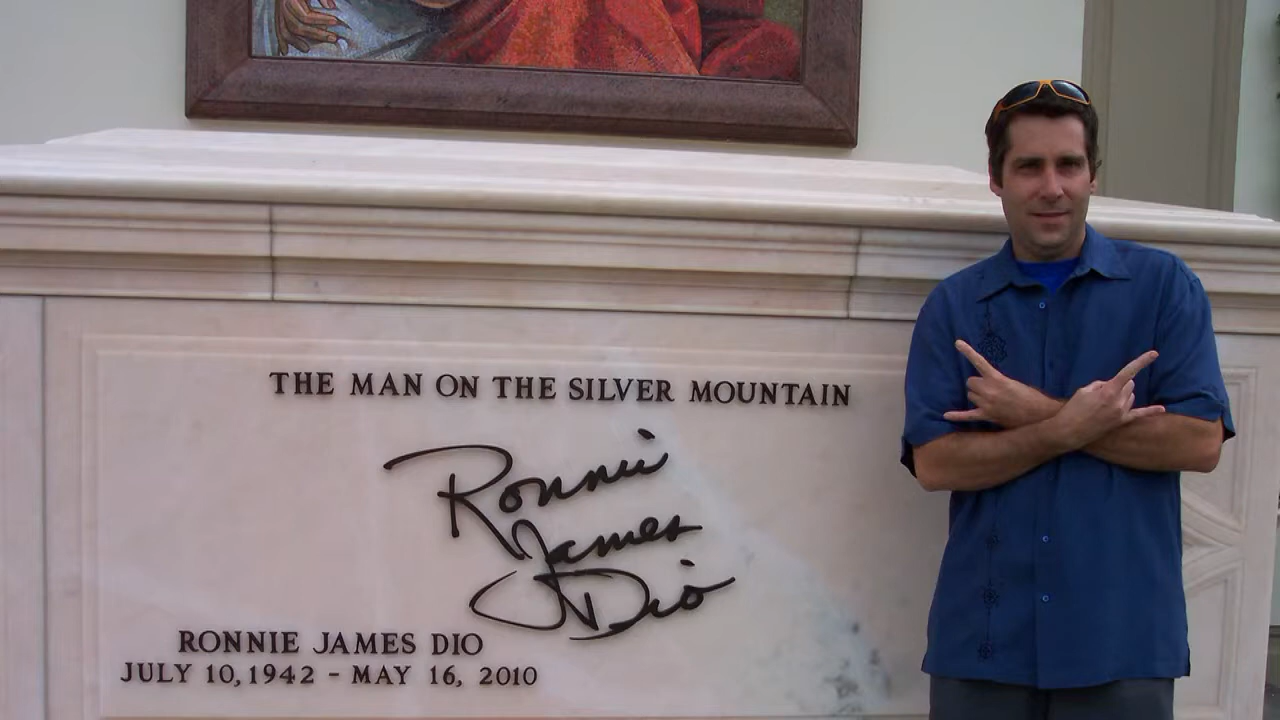 THE MAN ON THE SILVER MOUNTAIN
Ronnie
James
Dio
RONNIE JAMES DIO
JULY 10, 1942 - MAY 16, 2010